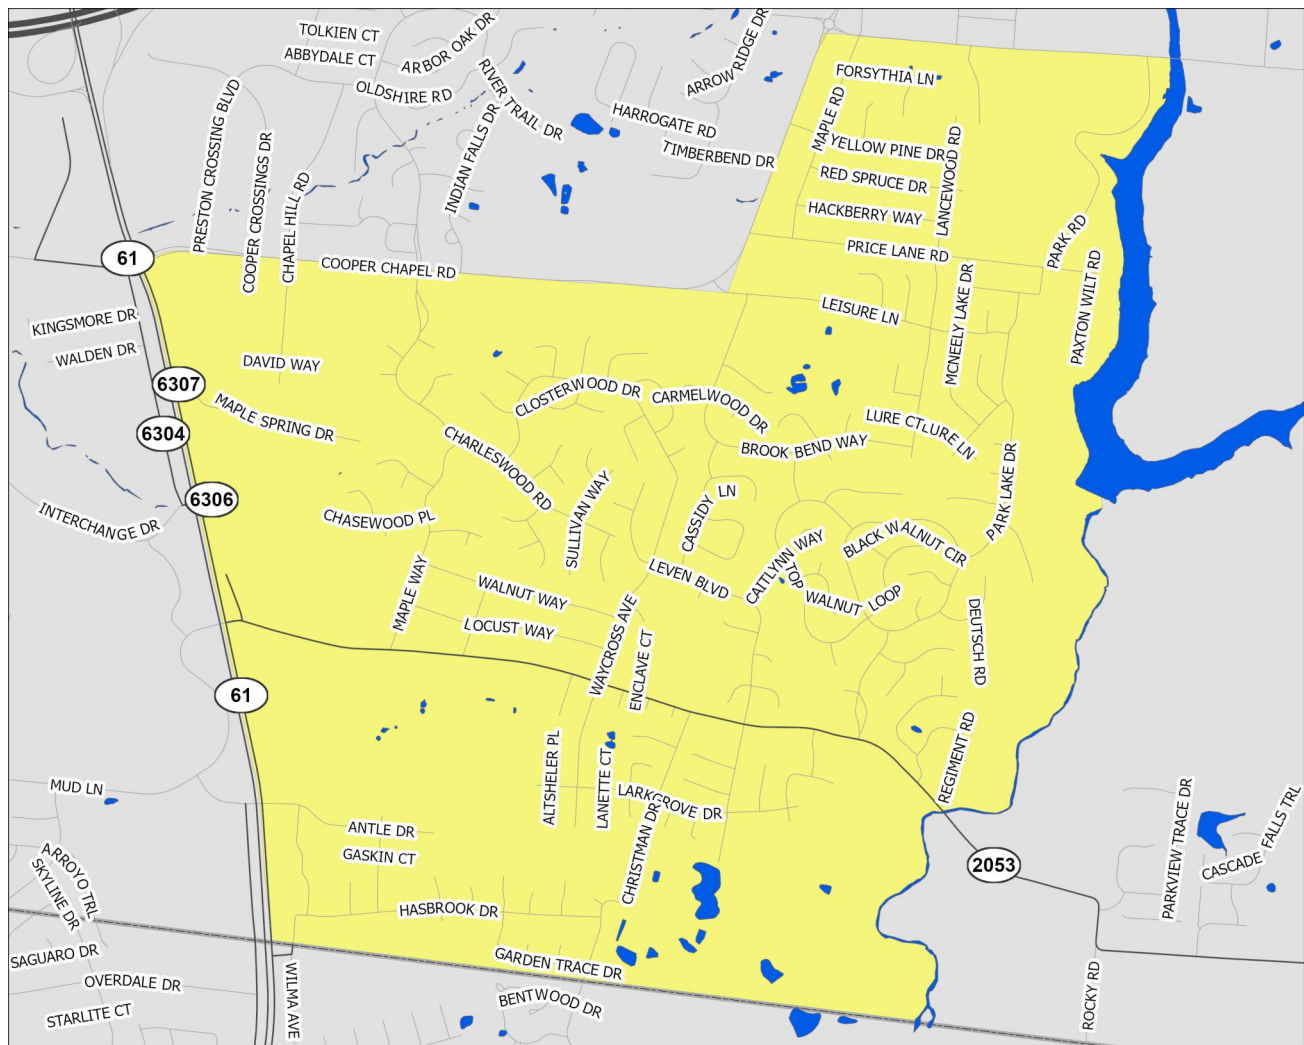 TOLKIEN CT
ABBYDALE CT
ARBOR OAK DR
OLDSHIRE RD
RIVER TRAIL DR
ARROW RIDGE DR
FORSYTHIA LN
PRESTON CROSSING BLVD
COOPER CROSSINGS DR
CHAPEL HILL RD
INDIAN FALLS DR
HARROGATE RD
TIMBERBEND DR
MAPLE RD
YELLOW PINE DR
RED SPRUCE DR
LANCEWOOD RD
HACKBERRY WAY
PRICE LANE RD
PARK RD
PAXTON WILT RD
61
COOPER CHAPEL RD
KINGSMORE DR
WALDEN DR
DAVID WAY
LEISURE LN
MCNEELY LAKE DR
6307
6304
MAPLE SPRING DR
CLOSTERWOOD DR
CARMELWOOD DR
LURE CT
LURE LN
BROOK BEND WAY
CHARLESWOOD RD
PARK LAKE DR
6306
INTERCHANGE DR
CHASEWOOD PL
SULLIVAN WAY
CASSIDY LN
CAITLYNN WAY
BLACK WALNUT CIR
LEVEN BLVD
TOP WALNUT LOOP
MAPLE WAY
WALNUT WAY
LOCUST WAY
WAYCROSS AVE
ENCLAVE CT
DEUTSCH RD
61
REGIMENT RD
ALTSHELER PL
LANETTE CT
LARKGROVE DR
CHRISTMAN DR
MUD LN
ANTLE DR
GASKIN CT
2053
PARKVIEW TRACE DR
CASCADE FALLS TRL
ARROYO TRL
SKYLINE DR
HASBROOK DR
GARDEN TRACE DR
SAGUARO DR
OVERDALE DR
STARLITE CT
WILMA AVE
BENTWOOD DR
ROCKY RD